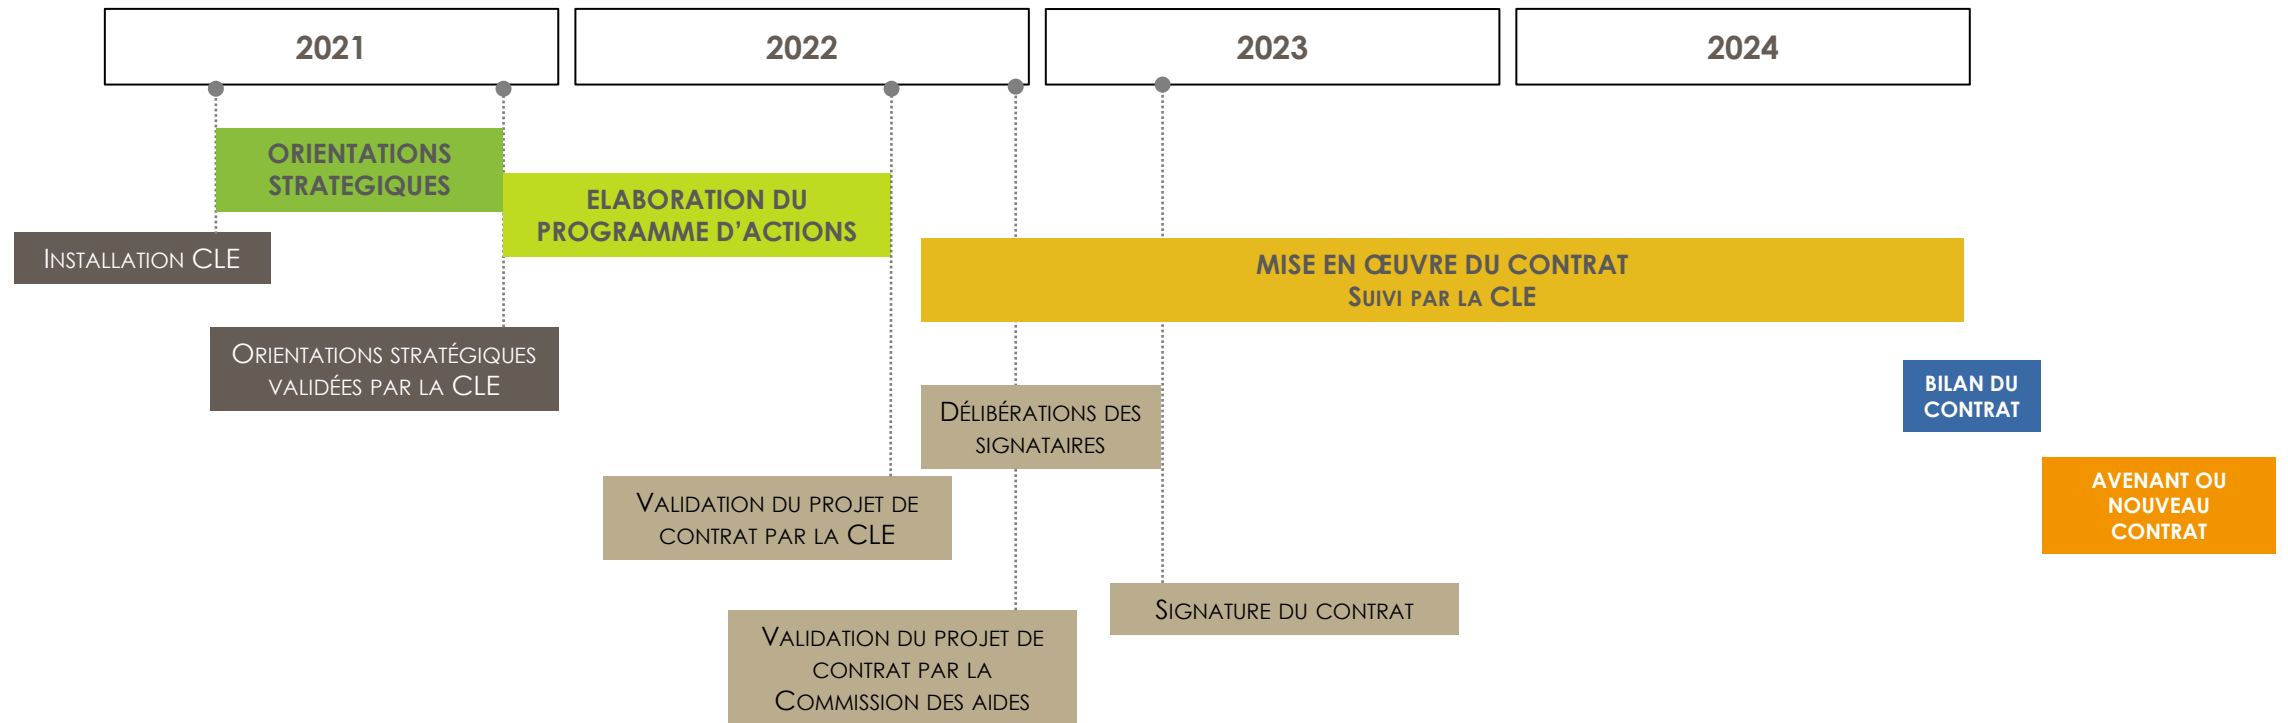 2021
2022
2023
2024
ORIENTATIONS
STRATEGIQUES
ELABORATION DU
PROGRAMME D’ACTIONS
INSTALLATION CLE
MISE EN ŒUVRE DU CONTRAT
SUIVI PAR LA CLE
ORIENTATIONS STRATÉGIQUES
VALIDÉES PAR LA CLE
BILAN DU
CONTRAT
DÉLIBÉRATIONS DES
SIGNATAIRES
AVENANT OU
NOUVEAU
CONTRAT
VALIDATION DU PROJET DE
CONTRAT PAR LA CLE
SIGNATURE DU CONTRAT
VALIDATION DU PROJET DE
CONTRAT PAR LA
COMMISSION DES AIDES